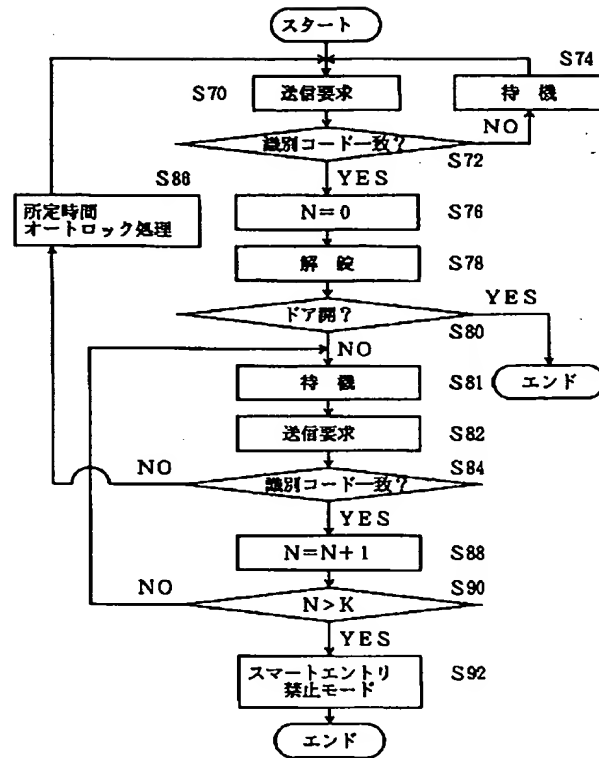 スタート
S74
S70
送信要求
待 機
NO
識別コード一致?
S72
YES
S86
所定時間
オートロック処理
N=0
S76
解 錠
S78
YES
ドア開?
S80
NO
待 機
S81
エンド
送信要求
S82
NO
S84
識別コード一致?
YES
N=N+1
S88
NO
S90
N>K
YES
スマートエントリ
禁止モード
S92
エンド